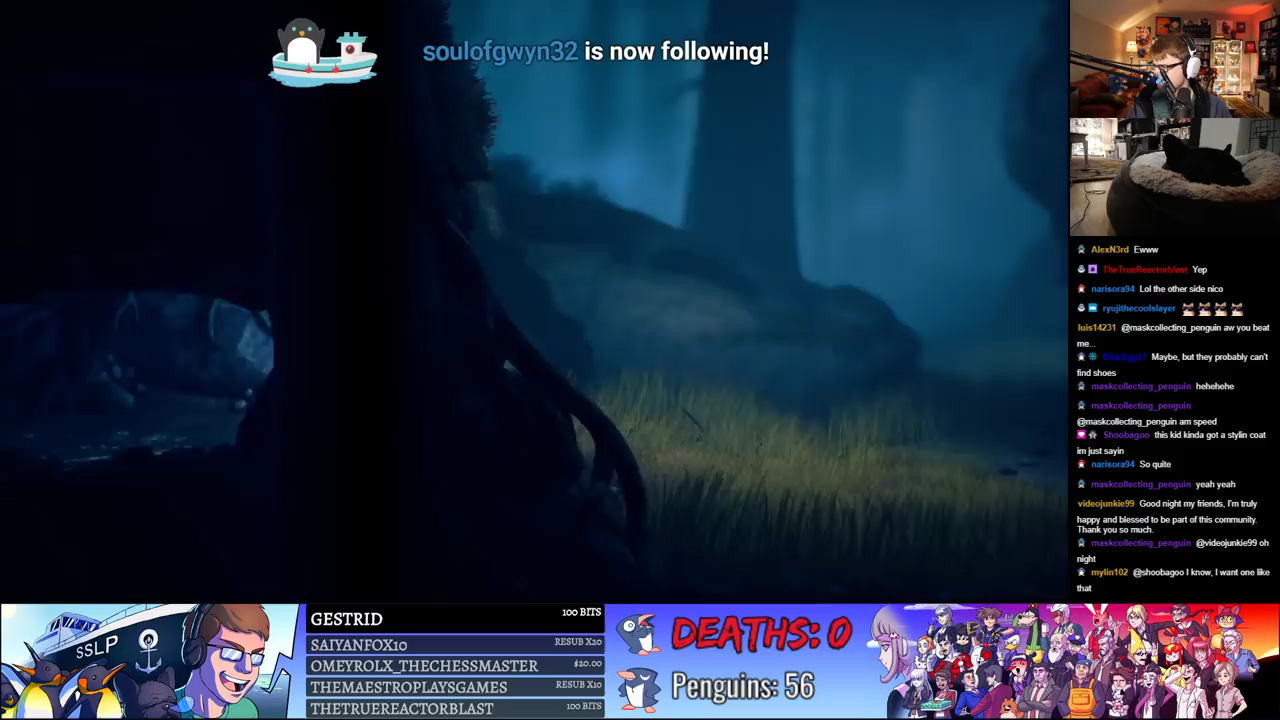 soulofgwyn32 is now following!
AlexN3rd Ewww
TheTrueReactorblast Yep
narisora94 Lol the other side nico
ryujithecoolslayer
luis14231 @maskcollecting_penguin aw you beat
me...
Maybe, but they probably can't
find shoes
maskcollecting_penguin hehehehe
maskcollecting_penguin
@maskcollecting_penguin am speed
Shoobagoo this kid kinda got a stylin coat
im just sayin
narisora94 So quite
maskcollecting_penguin yeah yeah
videojunkie99 Good night my friends, I'm truly
happy and blessed to be part of this community.
Thank you so much.
maskcollecting_penguin @videojunkie99 oh
night
mylin102 @shoobagoo I know, I want one like
that
SSLP
GESTRID 100 BITS
SAIYANFOX10 RESUB X20
OMEYROLX_THECHESSMASTER $20.00
THEMAESTROPLAYSGAMES RESUB X10
THETRUEREACTORBLAST 100 BITS
DEATHS: 0
Penguins: 56